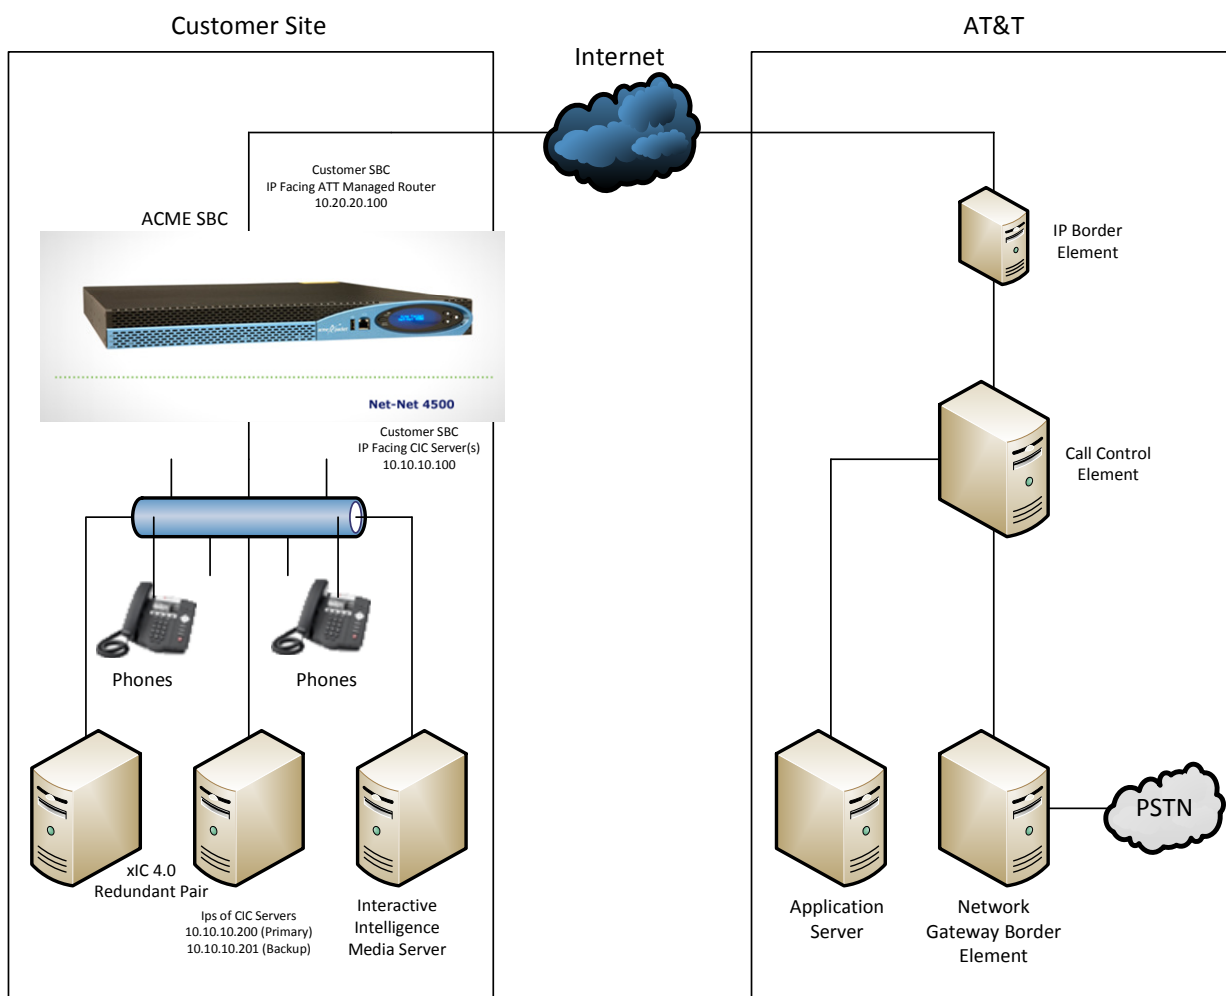 Customer Site
AT&T
Internet
Customer SBC
IP Facing ATT Managed Router
10.20.20.100
ACME SBC
IP Border
Element
Net-Net 4500
Customer SBC
IP Facing CIC Server(s)
10.10.10.100
Call Control
Element
Phones
Phones
PSTN
xIC 4.0
Redundant Pair
Ips of CIC Servers
10.10.10.200 (Primary)
10.10.10.201 (Backup)
Interactive
Intelligence
Media Server
Application
Server
Network
Gateway Border
Element